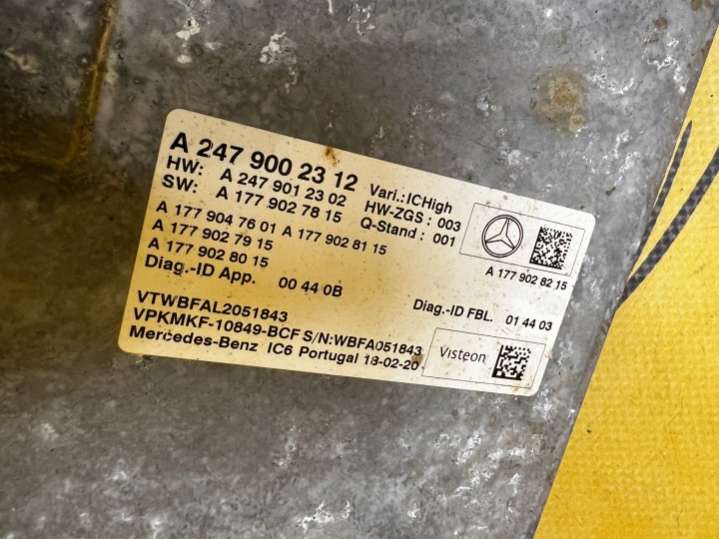 A 247 900 23 12
HW: A 247 901 23 02 Vari.: ICHigh
SW: A 177 902 78 15 HW-ZGS : 003
A 177 904 76 01 A 177 902 81 15 Q-Stand : 001
A 177 902 79 15
A 177 902 80 15 A 177 902 82 15
Diag.-ID App. 00 44 0B Diag.-ID FBL. 01 44 03
VTWBFAL2051843
VPKMKF-10849-BCF S/N:WBFA051843
Mercedes-Benz IC6 Portugal 18-02-20
Visteon